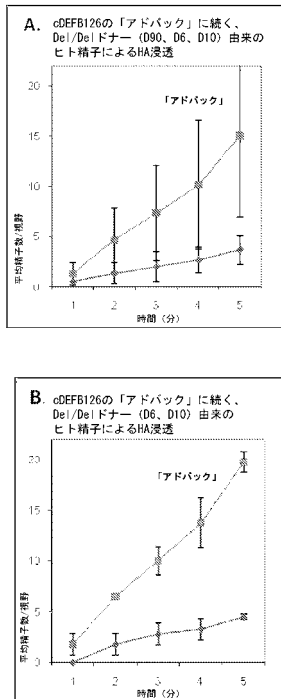 A. cDEFB126の「アドバック」に続く、
Del/Delドナー（D90、D6、D10）由来の
ヒト精子によるHA浸透
「アドバック」
平均精子数/視野
20
15
10
5
0
1 2 3 4 5
時間（分）
B. cDEFB126の「アドバック」に続く、
Del/Delドナー（D6、D10）由来の
ヒト精子によるHA浸透
「アドバック」
平均精子数/視野
20
15
10
5
0
1 2 3 4 5
時間（分）